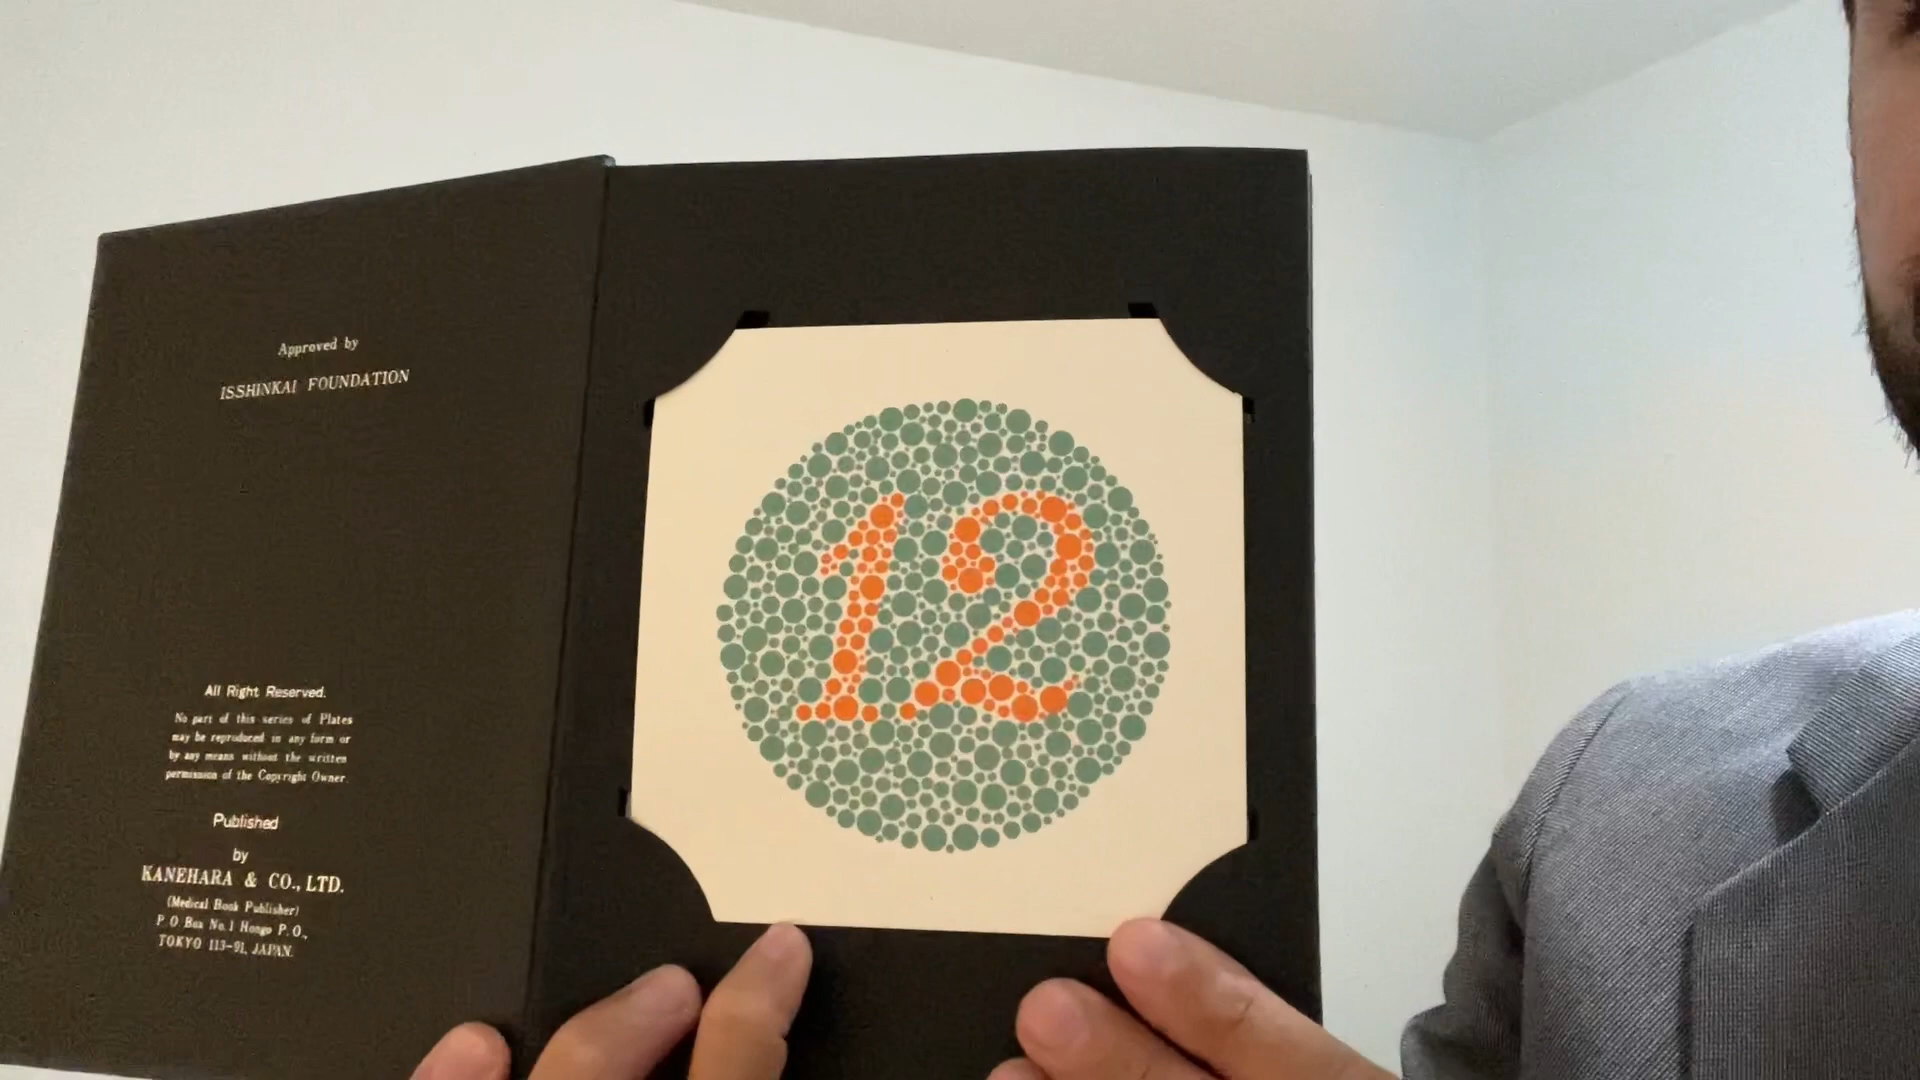 Approved by
ISSHINKAI FOUNDATION
All Right Reserved.
No part of this series of Plates
may be reproduced in any form or
by any means without the written
permission of the Copyright Owner.
Published
by
KANEHARA & CO., LTD.
(Medical Book Publisher)
P.O Box No.1 Hongo P.O.,
TOKYO 113-91, JAPAN.
12